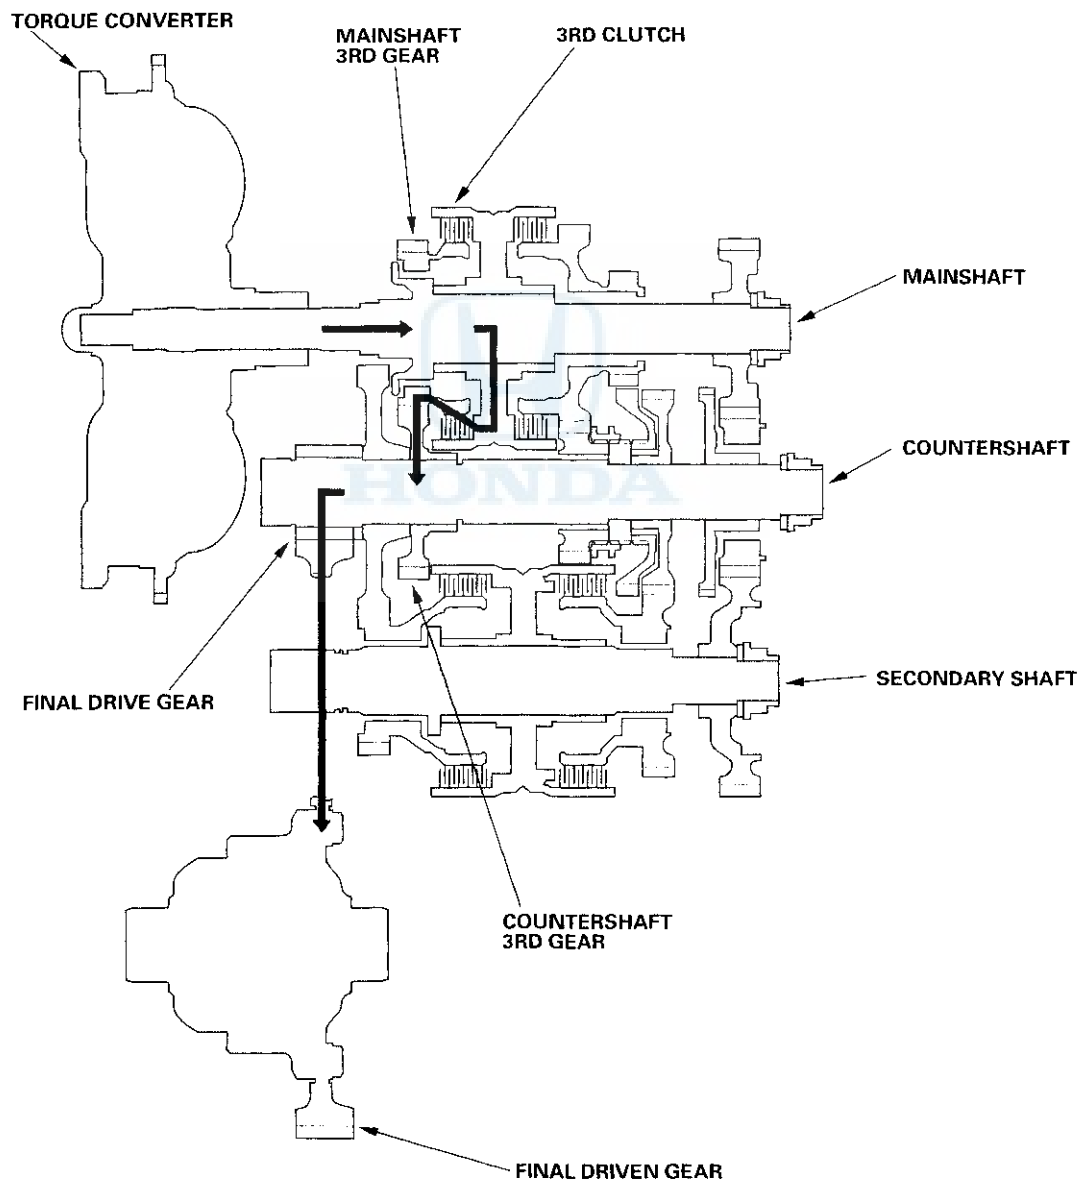 TORQUE CONVERTER
MAINSHAFT
3RD GEAR
3RD CLUTCH
MAINSHAFT
HONDA
COUNTERSHAFT
FINAL DRIVE GEAR
SECONDARY SHAFT
COUNTERSHAFT
3RD GEAR
FINAL DRIVEN GEAR